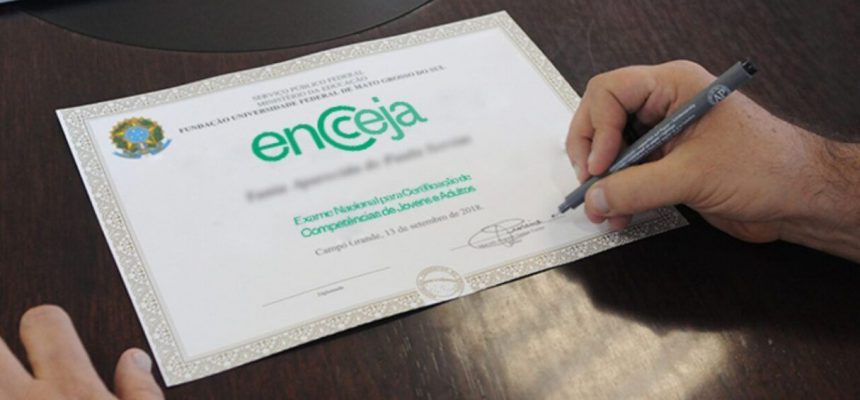 SERVIÇO PÚBLICO FEDERAL
MINISTÉRIO DA EDUCAÇÃO
FUNDAÇÃO UNIVERSIDADE FEDERAL DE MATO GROSSO DO SUL
encceja
Exame Nacional para Certificação de
Competências de Jovens e Adultos
Campo Grande, 13 de setembro de 2018.
Diplomado